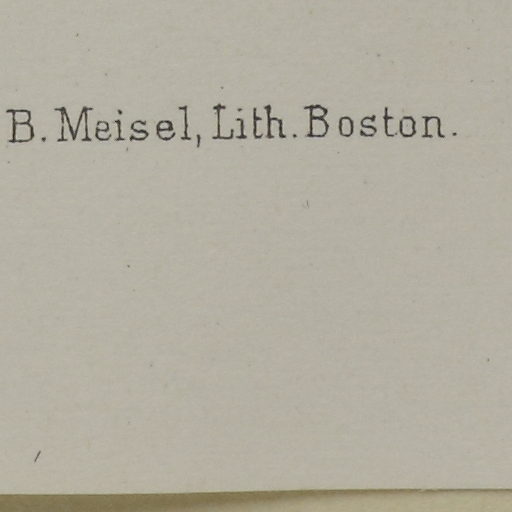 B. Meisel, Lith. Boston.